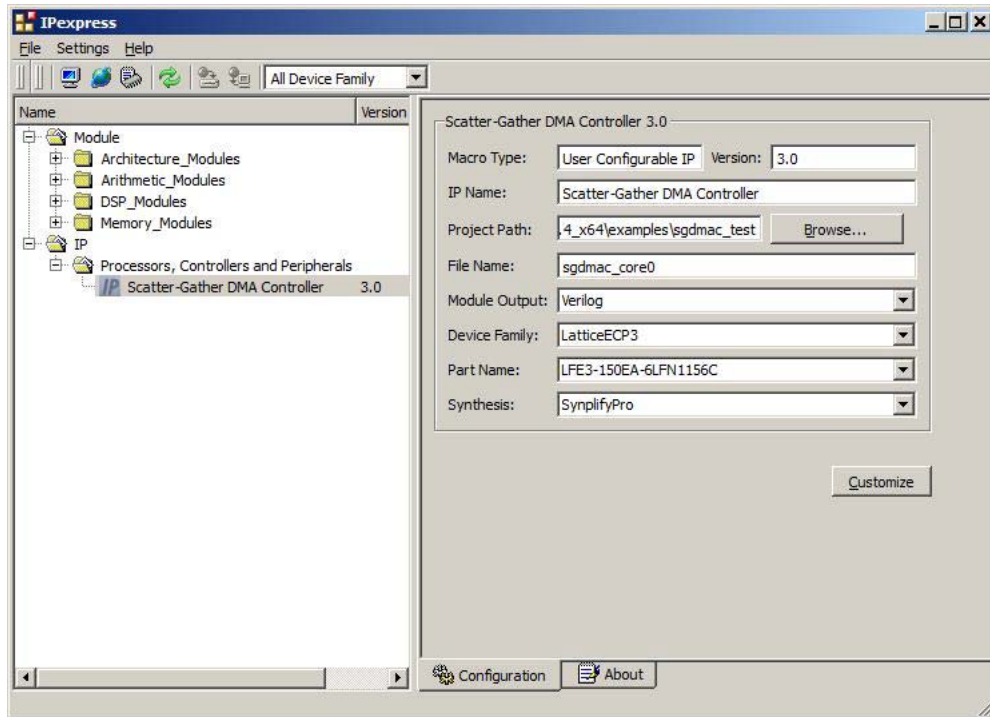 IPexpress
File Settings Help
All Device Family
Name Version
Module
Architecture_Modules
Arithmetic_Modules
DSP_Modules
Memory_Modules
IP
Processors, Controllers and Peripherals
IP Scatter-Gather DMA Controller 3.0
Scatter-Gather DMA Controller 3.0
Macro Type: User Configurable IP Version: 3.0
IP Name: Scatter-Gather DMA Controller
Project Path: .4_x64\examples\sgdmac_test Browse...
File Name: sgdmac_core0
Module Output: Verilog
Device Family: LatticeECP3
Part Name: LFE3-150EA-6LFN1156C
Synthesis: SynplifyPro
Customize
Configuration About